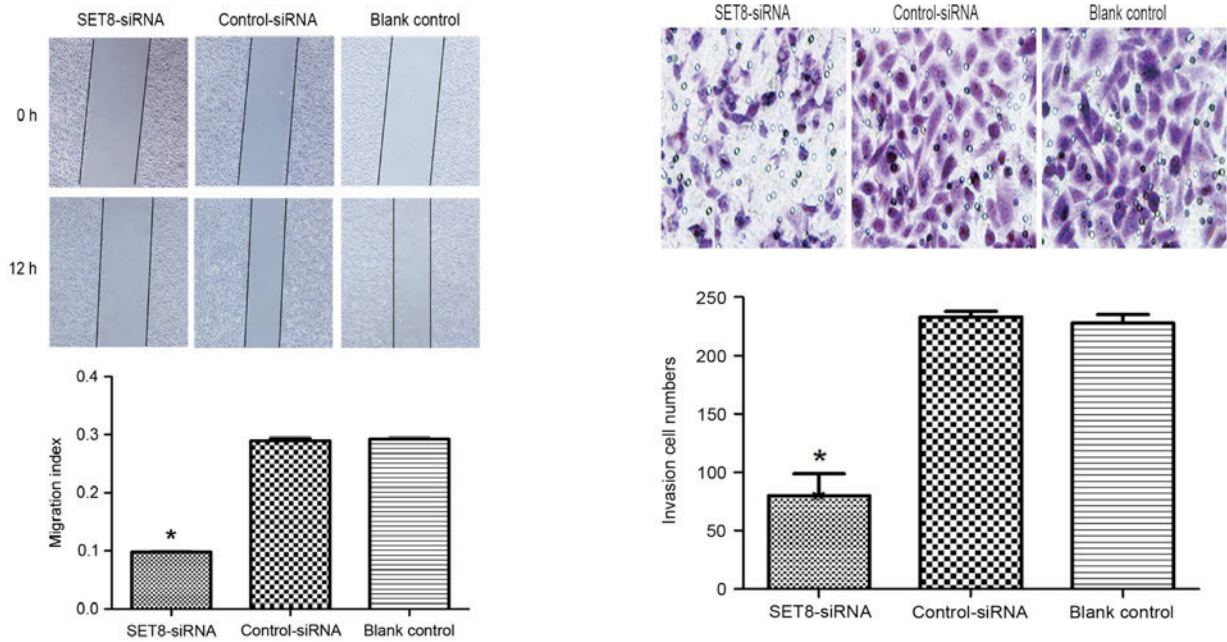 SET8-siRNA Control-siRNA Blank control
0 h
12 h
0.4
0.3
0.2
0.1
0.0
Migration index
*
SET8-siRNA Control-siRNA Blank control
SET8-siRNA Control-siRNA Blank control
250
200
150
100
50
0
Invasion cell numbers
*
SET8-siRNA Control-siRNA Blank control